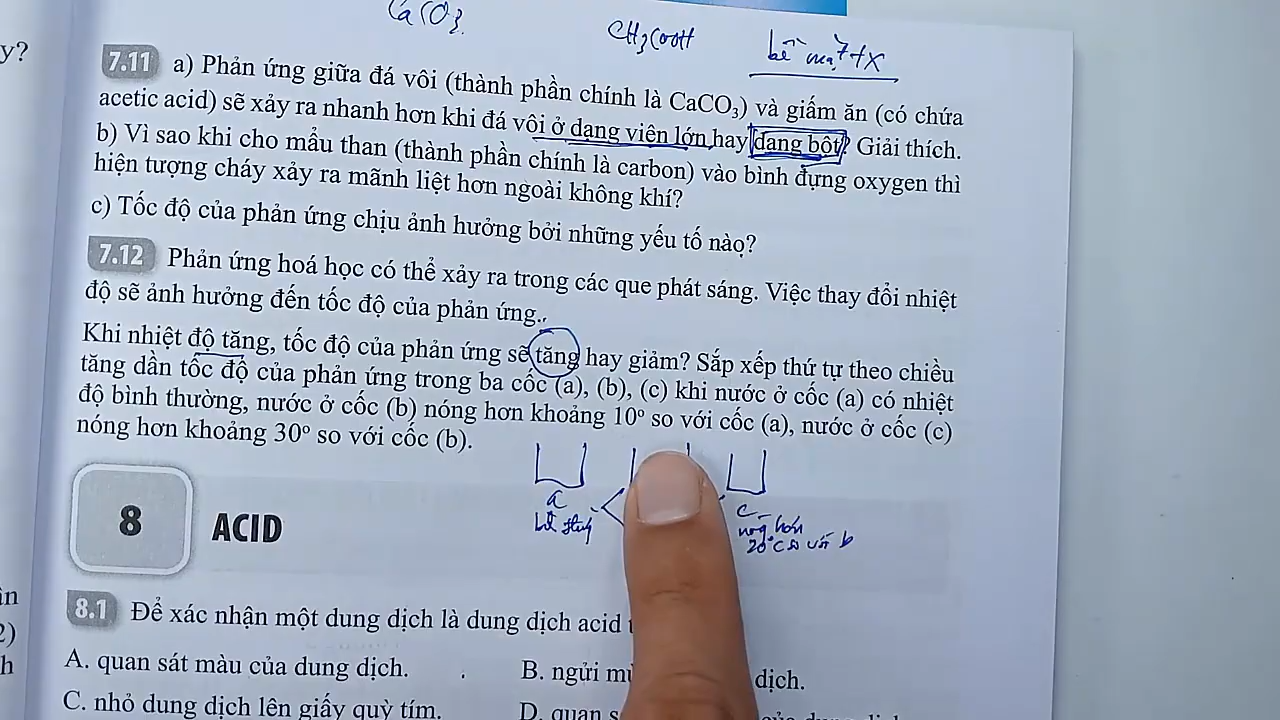 CaCO3.
CH3COOH
bề mặt tx
y?
7.11 a) Phản ứng giữa đá vôi (thành phần chính là CaCO₃) và giấm ăn (có chứa
acetic acid) sẽ xảy ra nhanh hơn khi đá vôi ở dạng viên lớn hay dạng bột? Giải thích.
b) Vì sao khi cho mẩu than (thành phần chính là carbon) vào bình đựng oxygen thì
hiện tượng cháy xảy ra mãnh liệt hơn ngoài không khí?
c) Tốc độ của phản ứng chịu ảnh hưởng bởi những yếu tố nào?
7.12 Phản ứng hoá học có thể xảy ra trong các que phát sáng. Việc thay đổi nhiệt
độ sẽ ảnh hưởng đến tốc độ của phản ứng.
Khi nhiệt độ tăng, tốc độ của phản ứng sẽ tăng hay giảm? Sắp xếp thứ tự theo chiều
tăng dần tốc độ của phản ứng trong ba cốc (a), (b), (c) khi nước ở cốc (a) có nhiệt
độ bình thường, nước ở cốc (b) nóng hơn khoảng 10° so với cốc (a), nước ở cốc (c)
nóng hơn khoảng 30° so với cốc (b).
a < c
nóng hơn
so với b
8 ACID
8.1 Để xác nhận một dung dịch là dung dịch acid
A. quan sát màu của dung dịch.
B. ngửi dịch.
C. nhỏ dung dịch lên giấy quỳ tím.
D. quan
2)
h